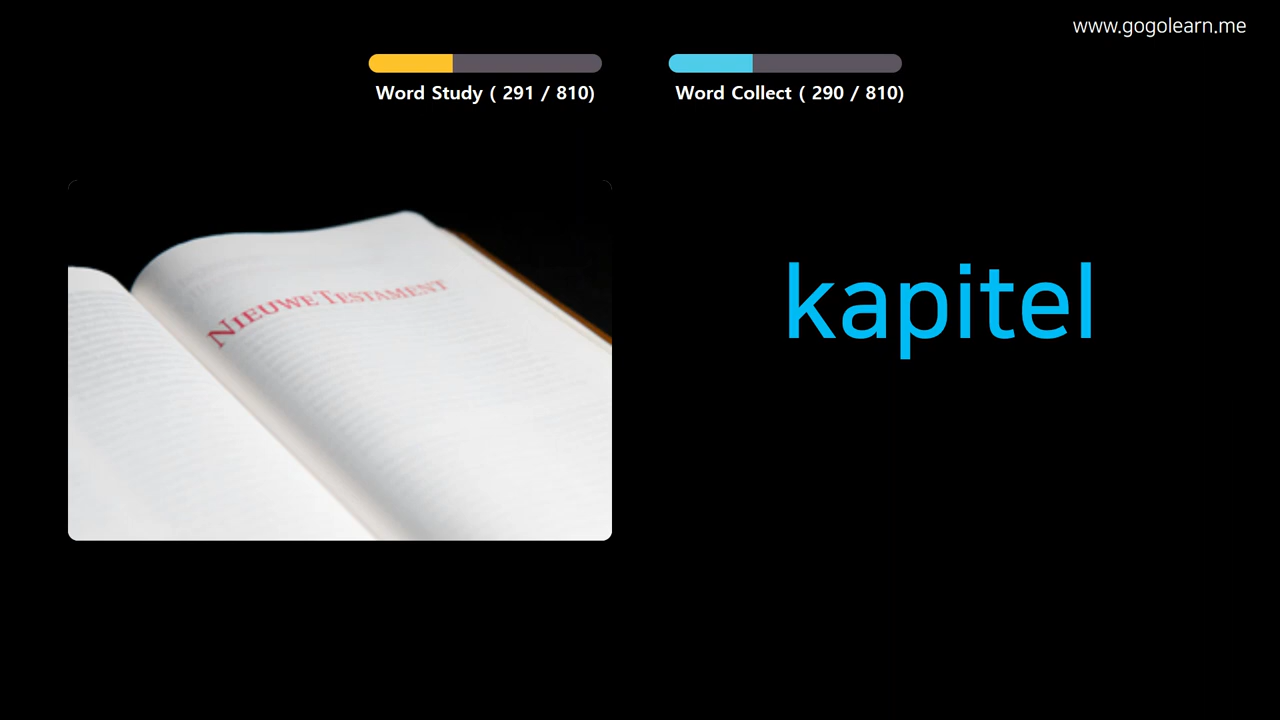 www.gogolearn.me
Word Study ( 291 / 810)
Word Collect ( 290 / 810)
NIEUWE TESTAMENT
kapitel